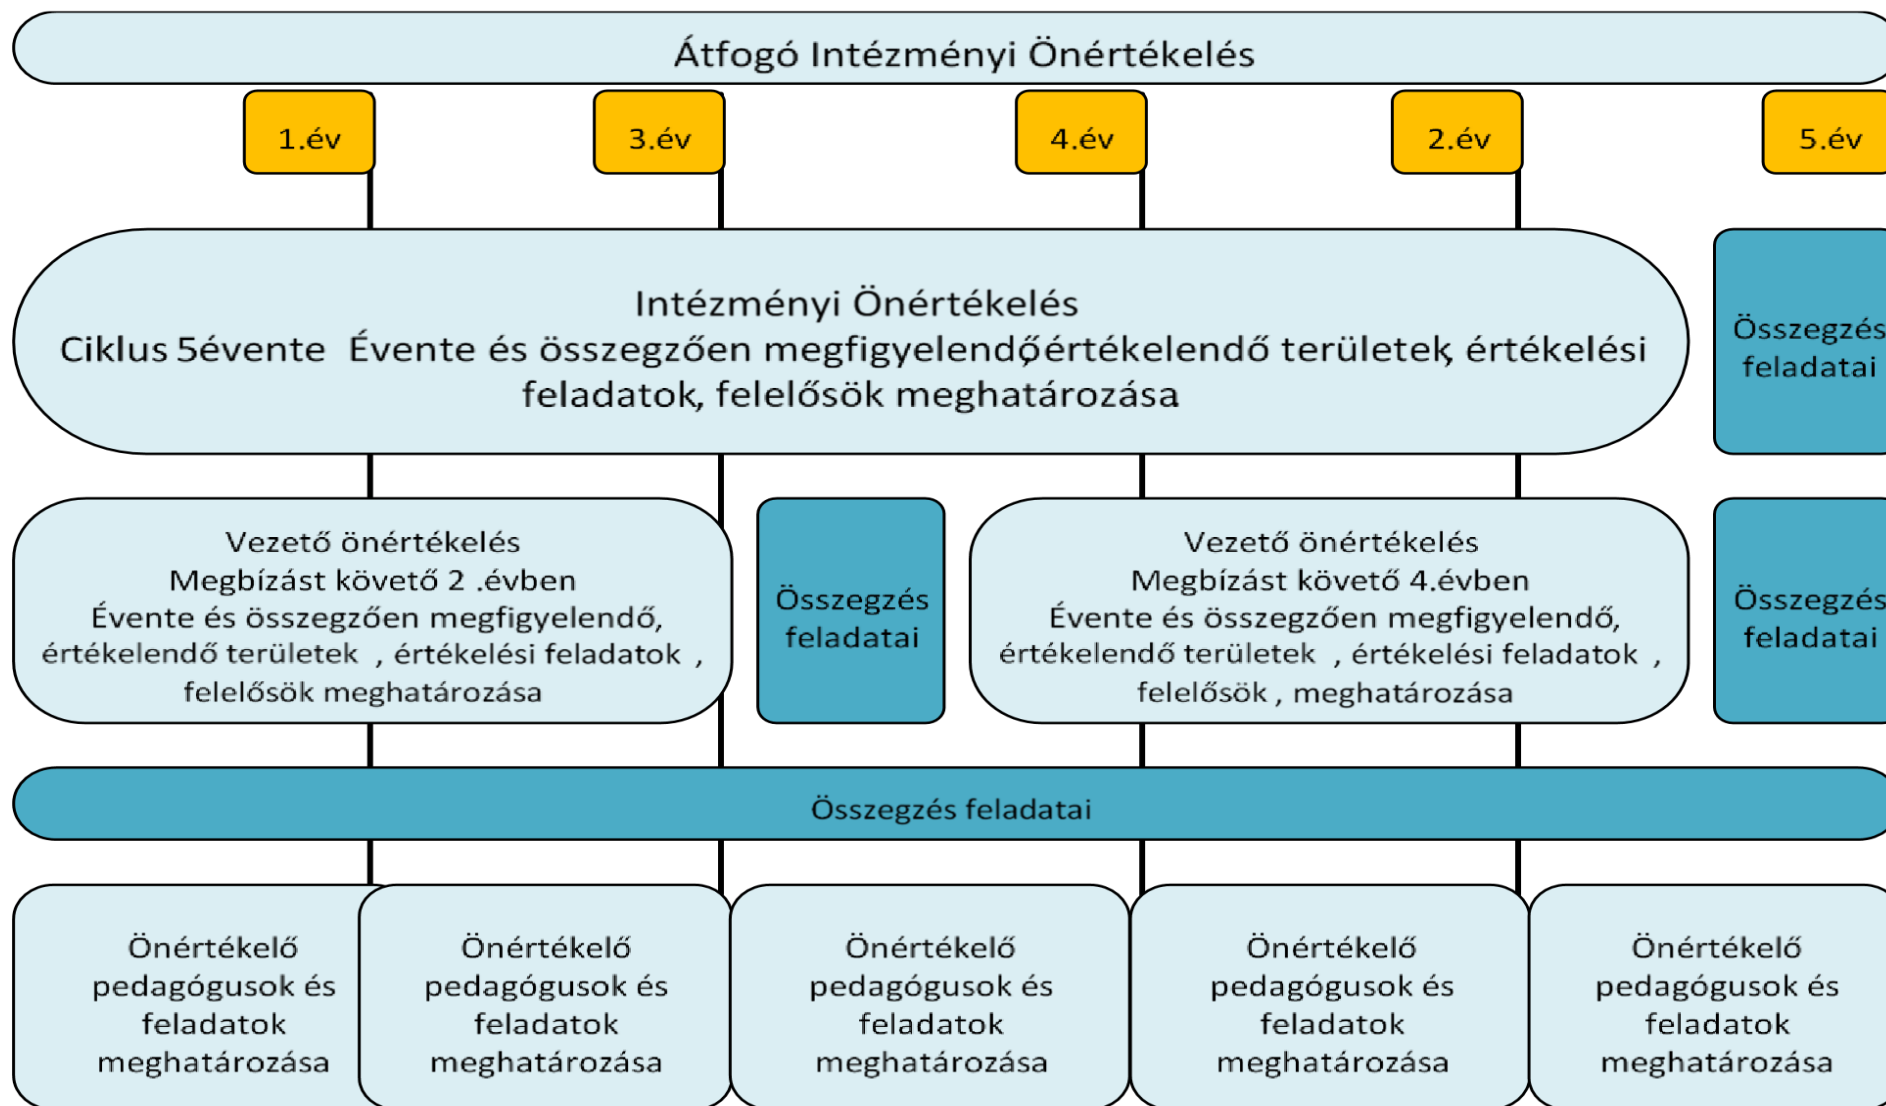 Átfogó Intézményi Önértékelés
1.év
3.év
4.év
2.év
5.év
Intézményi Önértékelés
Ciklus 5évente Évente és összegzően megfigyelendő,értékelendő területek, értékelési
feladatok, felelősök meghatározása
Összegzés
feladatai
Vezető önértékelés
Megbízást követő 2 .évben
Évente és összegzően megfigyelendő,
értékelendő területek , értékelési feladatok ,
felelősök meghatározása
Összegzés
feladatai
Vezető önértékelés
Megbízást követő 4.évben
Évente és összegzően megfigyelendő,
értékelendő területek , értékelési feladatok ,
felelősök , meghatározása
Összegzés
feladatai
Összegzés feladatai
Önértékelő
pedagógusok és
feladatok
meghatározása
Önértékelő
pedagógusok és
feladatok
meghatározása
Önértékelő
pedagógusok és
feladatok
meghatározása
Önértékelő
pedagógusok és
feladatok
meghatározása
Önértékelő
pedagógusok és
feladatok
meghatározása